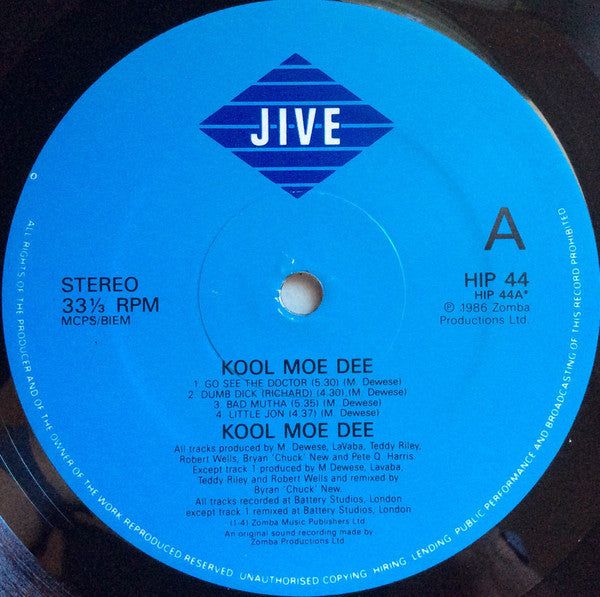 JIVE
A
STEREO
33⅓ RPM
MCPS/BIEM
HIP 44
HIP 44A*
℗ 1986 Zomba
Productions Ltd.
KOOL MOE DEE
1. GO SEE THE DOCTOR (5.30) (M. Dewese)
2. DUMB DICK (RICHARD) (4.30) (M. Dewese)
3. BAD MUTHA (5.35) (M. Dewese)
4. LITTLE JON (4.37) (M. Dewese)
KOOL MOE DEE
All tracks produced by M. Dewese, LaVaba, Teddy Riley,
Robert Wells, Bryan 'Chuck' New and Pete Q. Harris.
Except track 1 produced by M Dewese, Lavaba,
Teddy Riley and Robert Wells and remixed by
Byran 'Chuck' New.
All tracks recorded at Battery Studios, London
except track 1 remixed at Battery Studios, London.
(1-4) Zomba Music Publishers Ltd.
An original sound recording made by
Zomba Productions Ltd.
ALL RIGHTS OF THE PRODUCER AND OF THE OWNER OF THE WORK REPRODUCED RESERVED UNAUTHORISED COPYING HIRING LENDING PUBLIC PERFORMANCE AND BROADCASTING OF THIS RECORD PROHIBITED